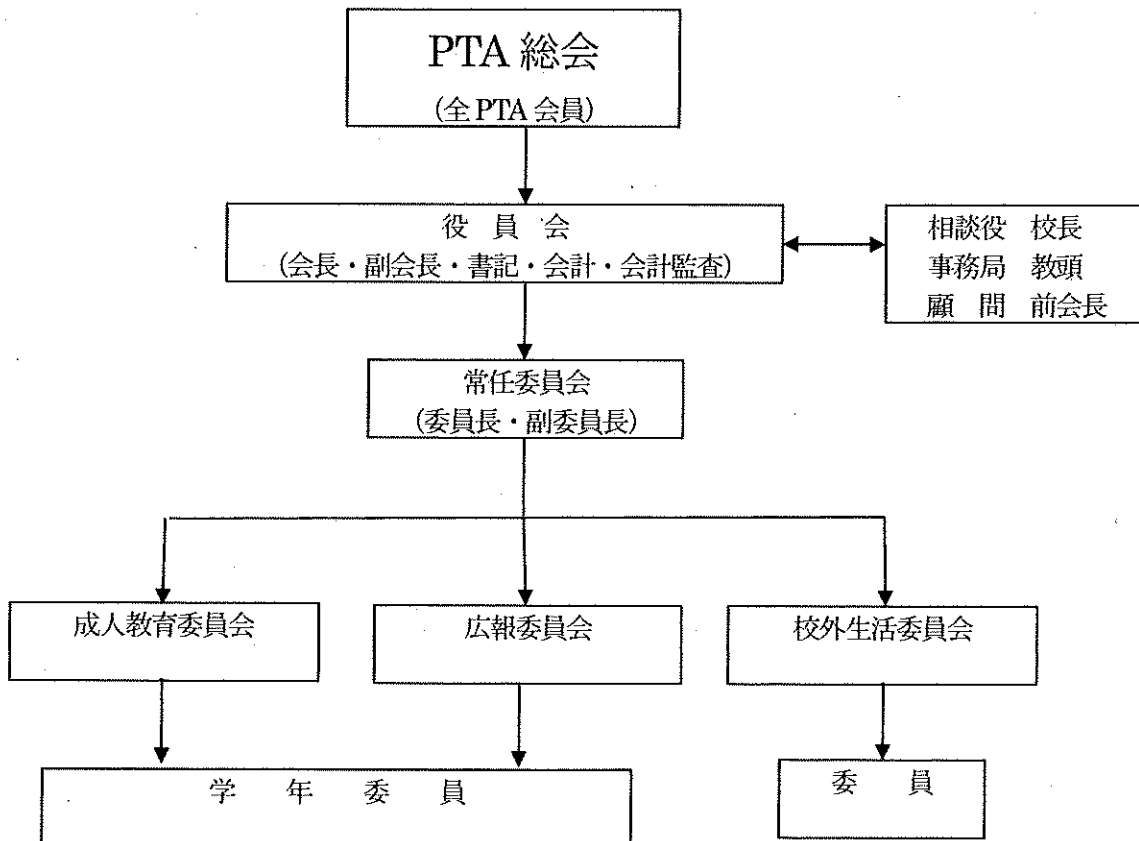 PTA 総会
(全PTA 会員)
役 員 会
(会長・副会長・書記・会計・会計監査)
相談役 校長
事務局 教頭
顧 問 前会長
常任委員会
(委員長・副委員長)
成人教育委員会
広報委員会
校外生活委員会
学 年 委 員
委 員